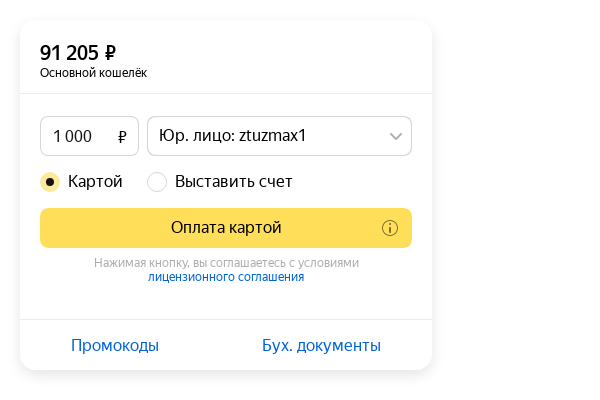 91 205 ₽
Основной кошелёк
1 000 ₽
Юр. лицо: ztuzmax1
Картой
Выставить счет
Оплата картой
Нажимая кнопку, вы соглашаетесь с условиями
лицензионного соглашения
Промокоды
Бух. документы